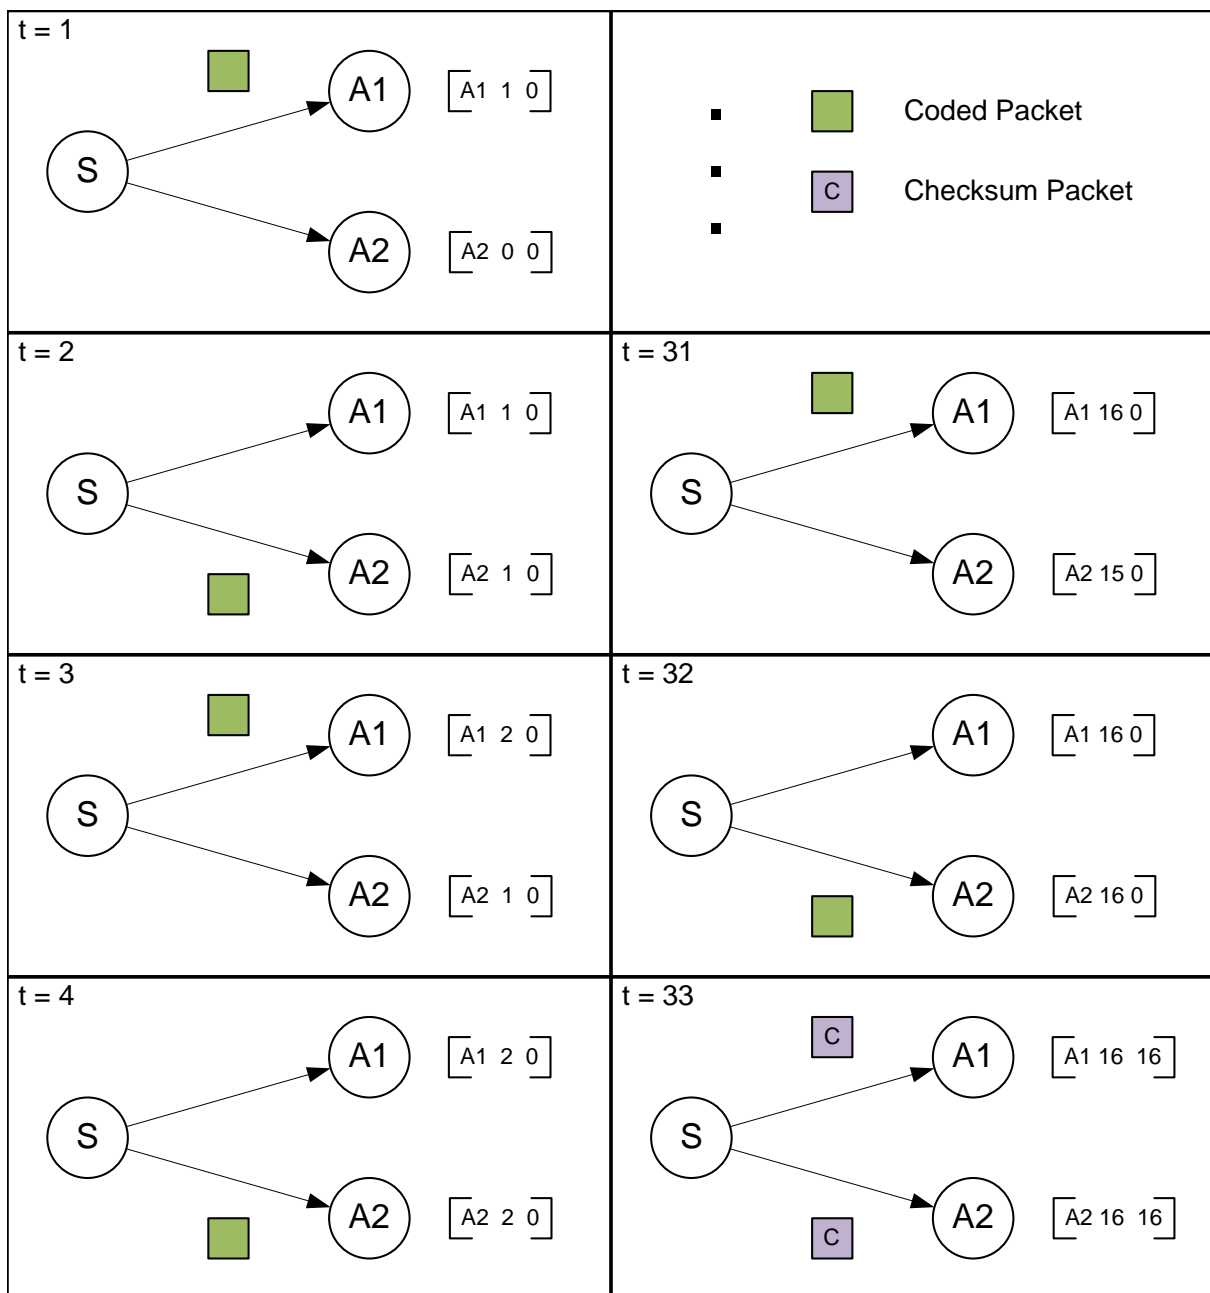 t = 1
S
A1
[A1 1 0]
A2
[A2 0 0]
Coded Packet
C
Checksum Packet
t = 2
S
A1
[A1 1 0]
A2
[A2 1 0]
t = 31
S
A1
[A1 16 0]
A2
[A2 15 0]
t = 3
S
A1
[A1 2 0]
A2
[A2 1 0]
t = 32
S
A1
[A1 16 0]
A2
[A2 16 0]
t = 4
S
A1
[A1 2 0]
A2
[A2 2 0]
t = 33
C
S
A1
[A1 16 16]
A2
[A2 16 16]
C